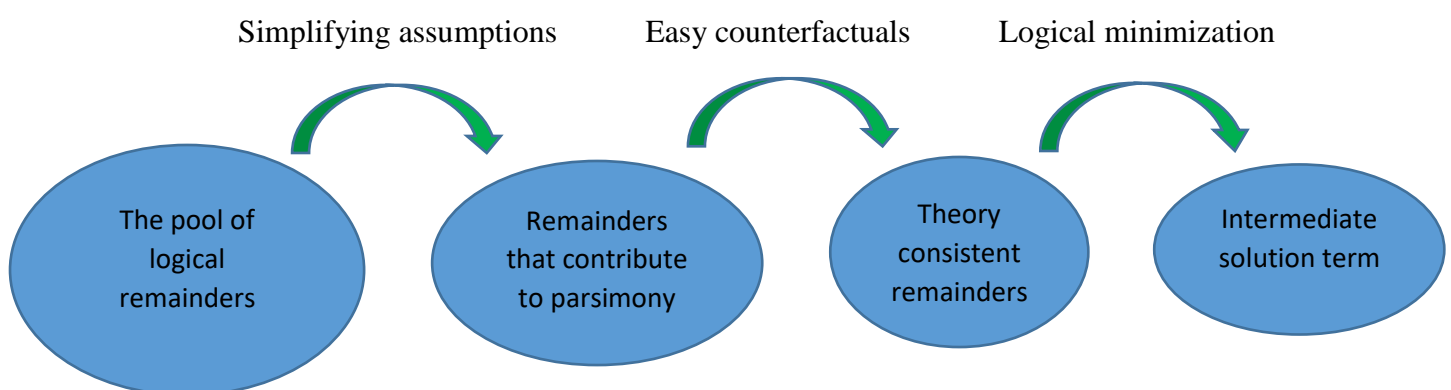 Simplifying assumptions Easy counterfactuals Logical minimization
The pool of
logical
remainders
Remainders
that contribute
to parsimony
Theory
consistent
remainders
Intermediate
solution term